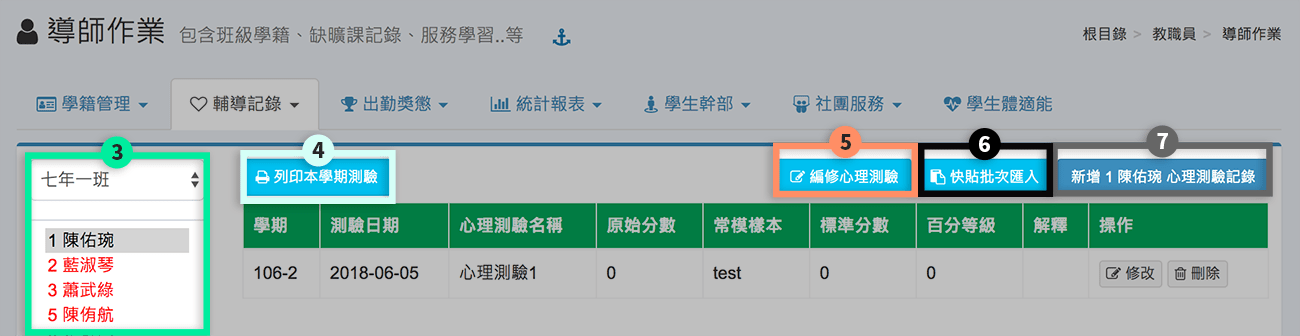 導師作業 包含班級學籍、缺曠課記錄、服務學習..等
根目錄 > 教職員 > 導師作業
學籍管理 輔導記錄 出勤獎懲 統計報表 學生幹部 社團服務 學生體適能
3 4 5 6 7
七年一班
列印本學期測驗 編修心理測驗 快貼批次匯入 新增 1 陳佑琬 心理測驗記錄
1 陳佑琬
2 藍淑琴
3 蕭武綠
5 陳侑航
學期 測驗日期 心理測驗名稱 原始分數 常模樣本 標準分數 百分等級 解釋 操作
106-2 2018-06-05 心理測驗1 0 test 0 0 修改 刪除